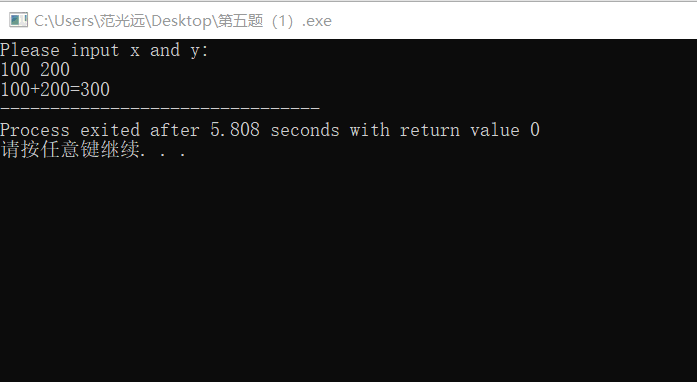 C:\Users\范光远\Desktop\第五题（1）.exe
Please input x and y:
100 200
100+200=300
--------------------------------
Process exited after 5.808 seconds with return value 0
请按任意键继续. . .